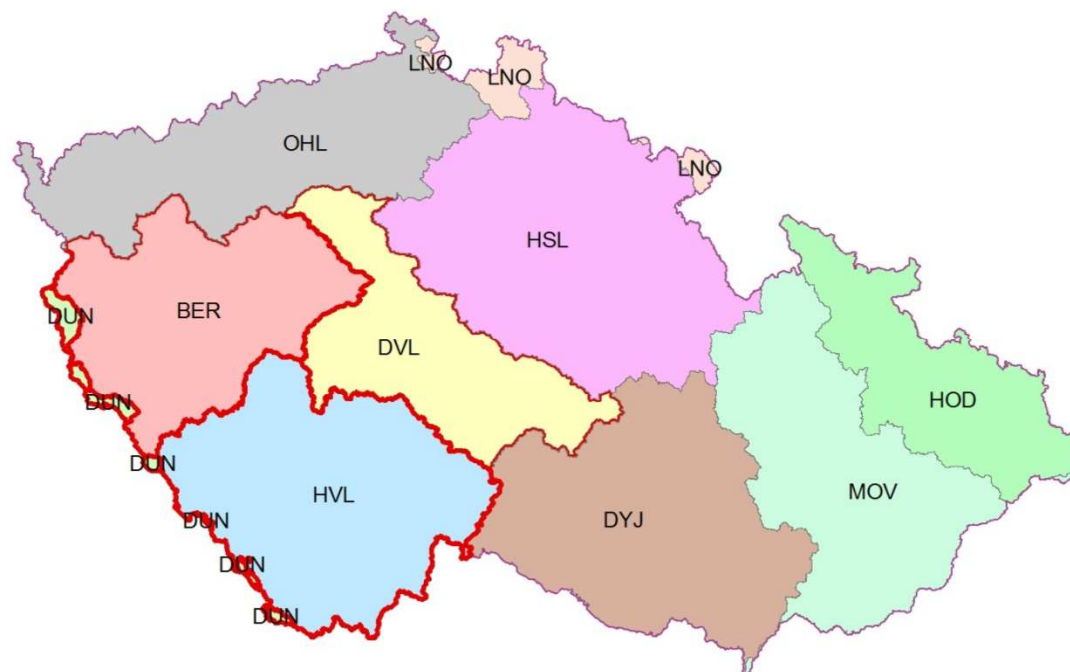 LNO
LNO
OHL
LNO
HSL
BER
DUN
DVL
DUN
HOD
DUN
HVL
MOV
DUN
DYJ
DUN
DUN